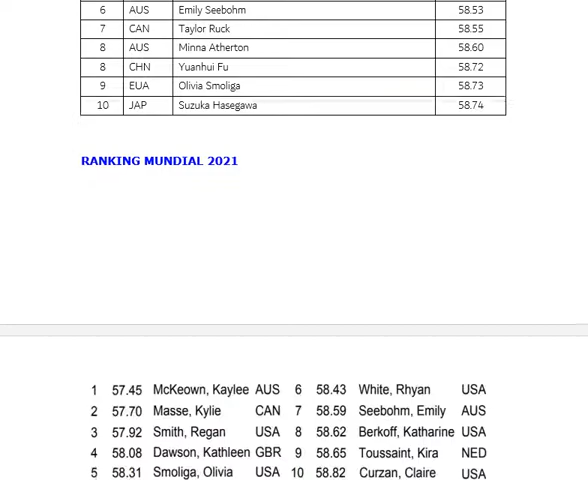 6 AUS Emily Seebohm 58.53
7 CAN Taylor Ruck 58.55
8 AUS Minna Atherton 58.60
8 CHN Yuanhui Fu 58.72
9 EUA Olivia Smoliga 58.73
10 JAP Suzuka Hasegawa 58.74
RANKING MUNDIAL 2021
1 57.45 McKeown, Kaylee AUS 6 58.43 White, Rhyan USA
2 57.70 Masse, Kylie CAN 7 58.59 Seebohm, Emily AUS
3 57.92 Smith, Regan USA 8 58.62 Berkoff, Katharine USA
4 58.08 Dawson, Kathleen GBR 9 58.65 Toussaint, Kira NED
5 58.31 Smoliga, Olivia USA 10 58.82 Curzan, Claire USA